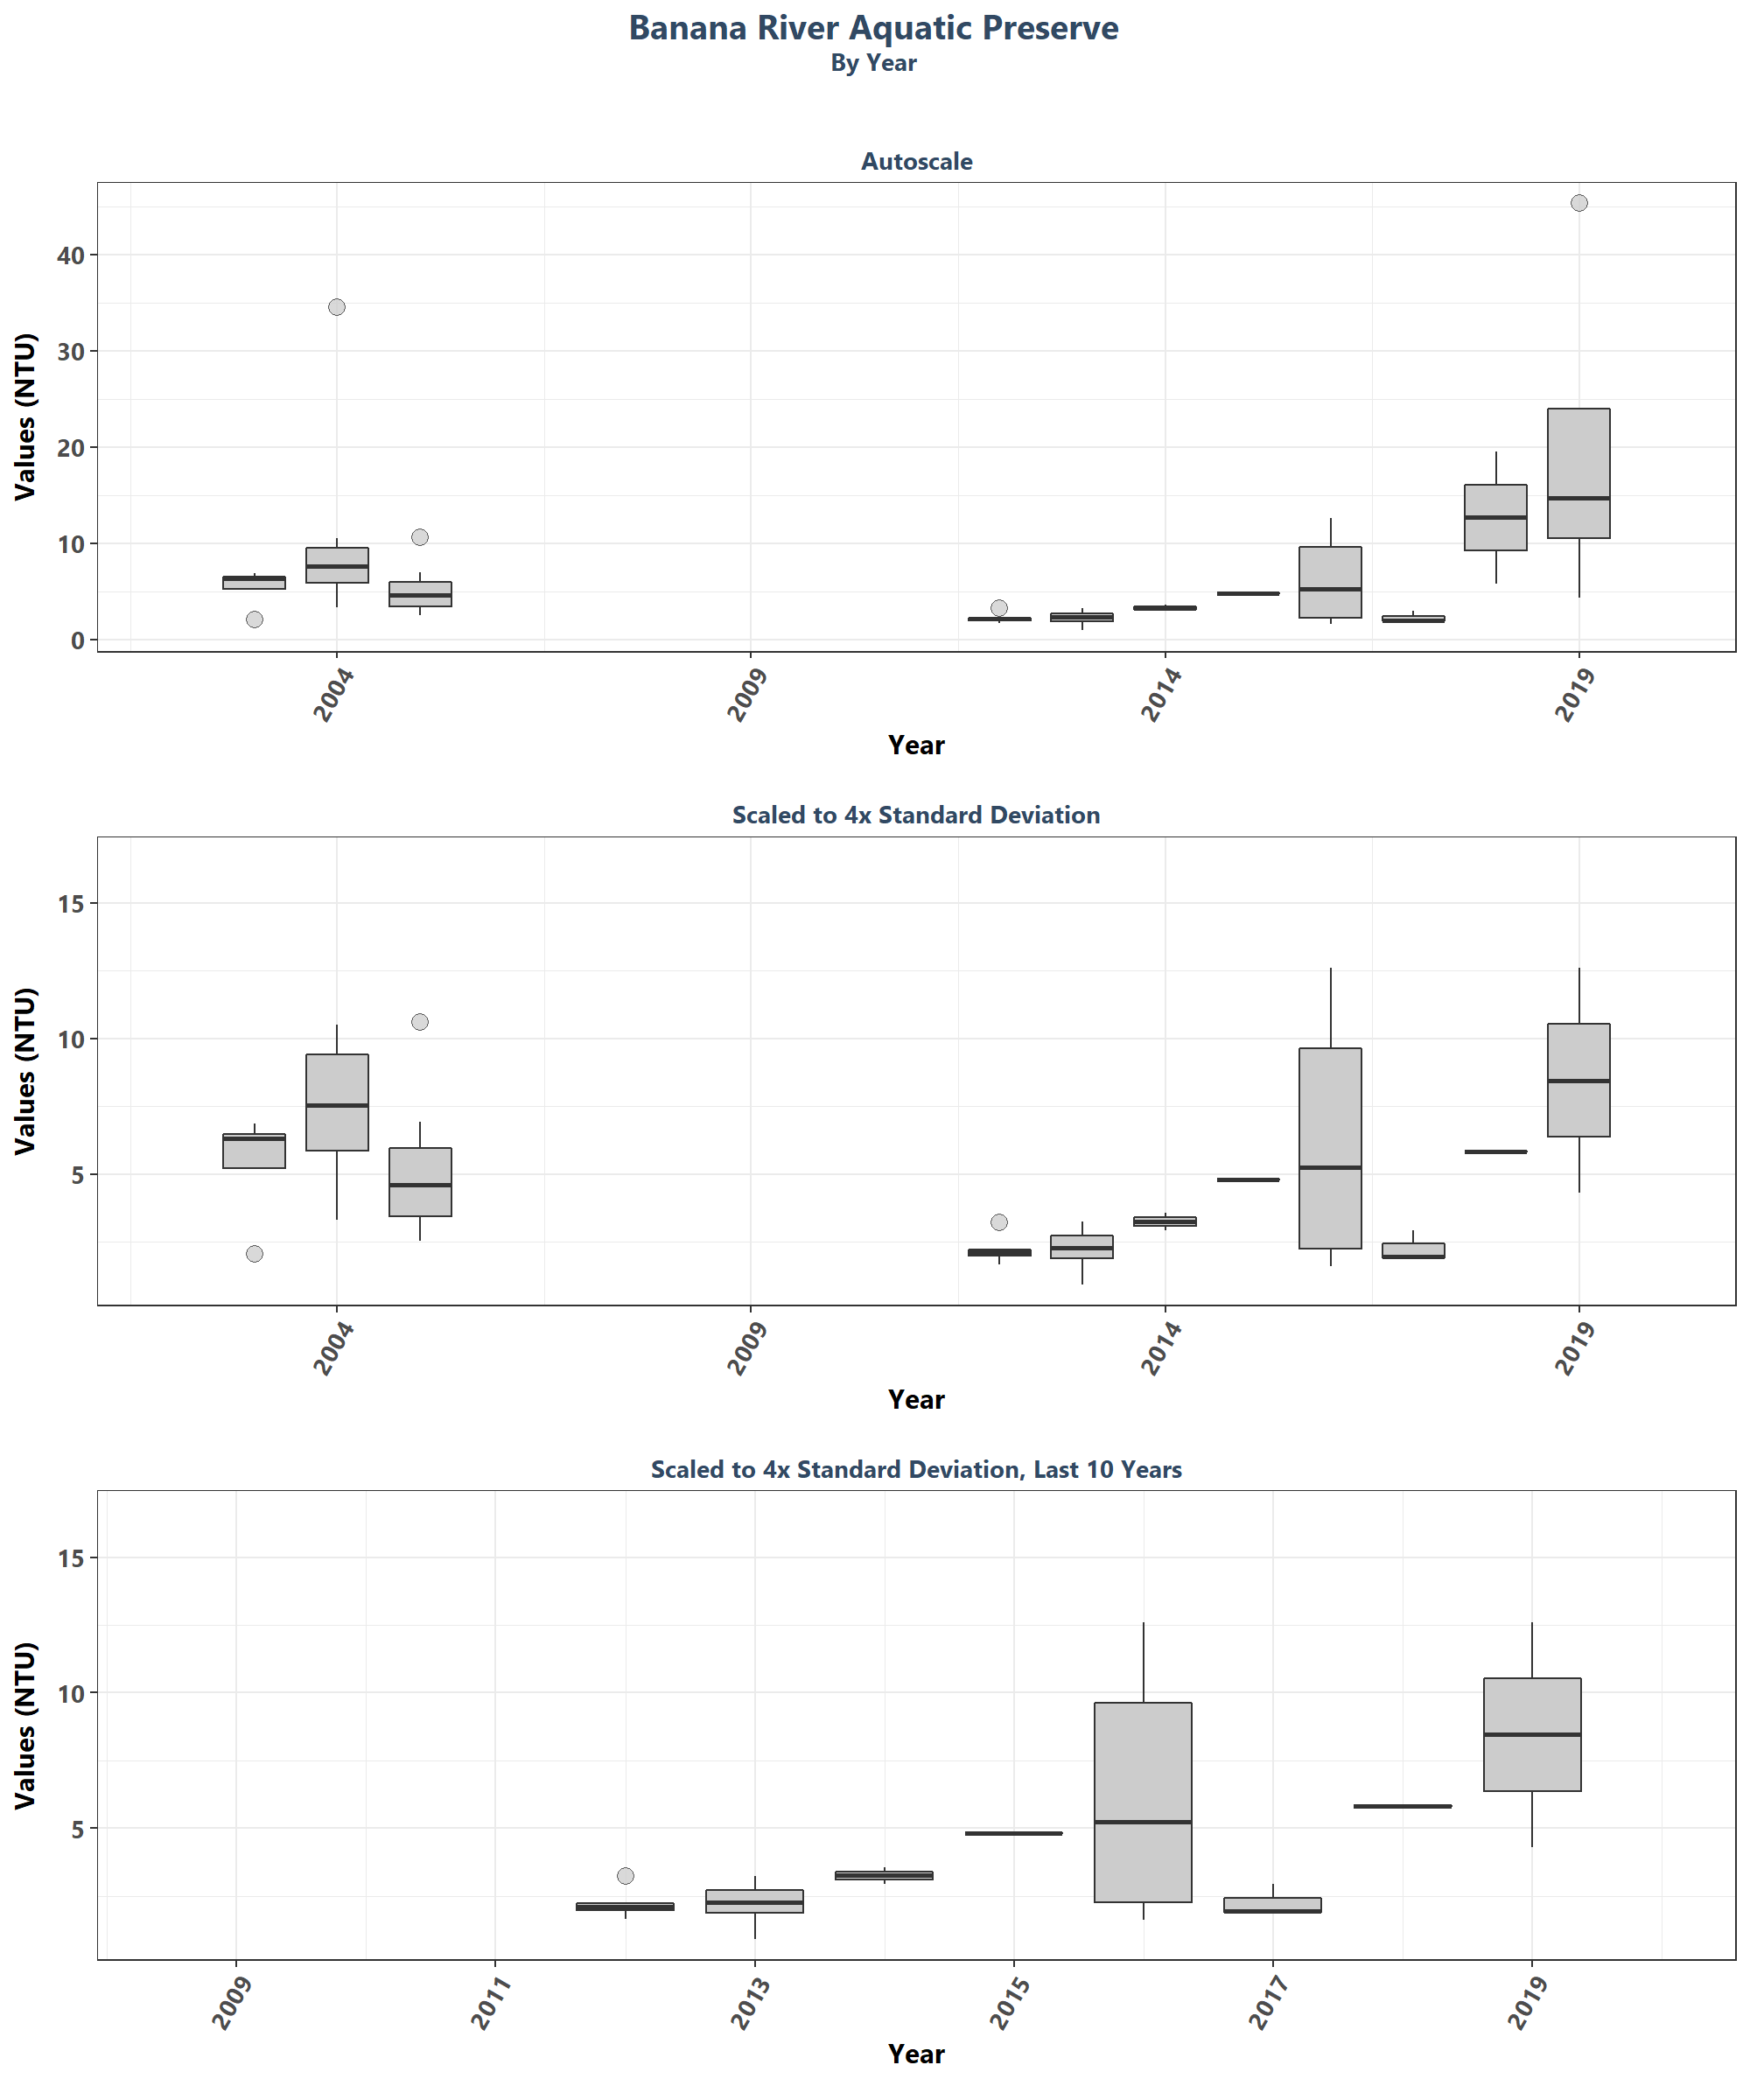 Banana River Aquatic Preserve
By Year
Autoscale
Values (NTU)
40
30
20
10
0
2004
2009
2014
2019
Year
Scaled to 4x Standard Deviation
Values (NTU)
15
10
5
2004
2009
2014
2019
Year
Scaled to 4x Standard Deviation, Last 10 Years
Values (NTU)
15
10
5
2009
2011
2013
2015
2017
2019
Year